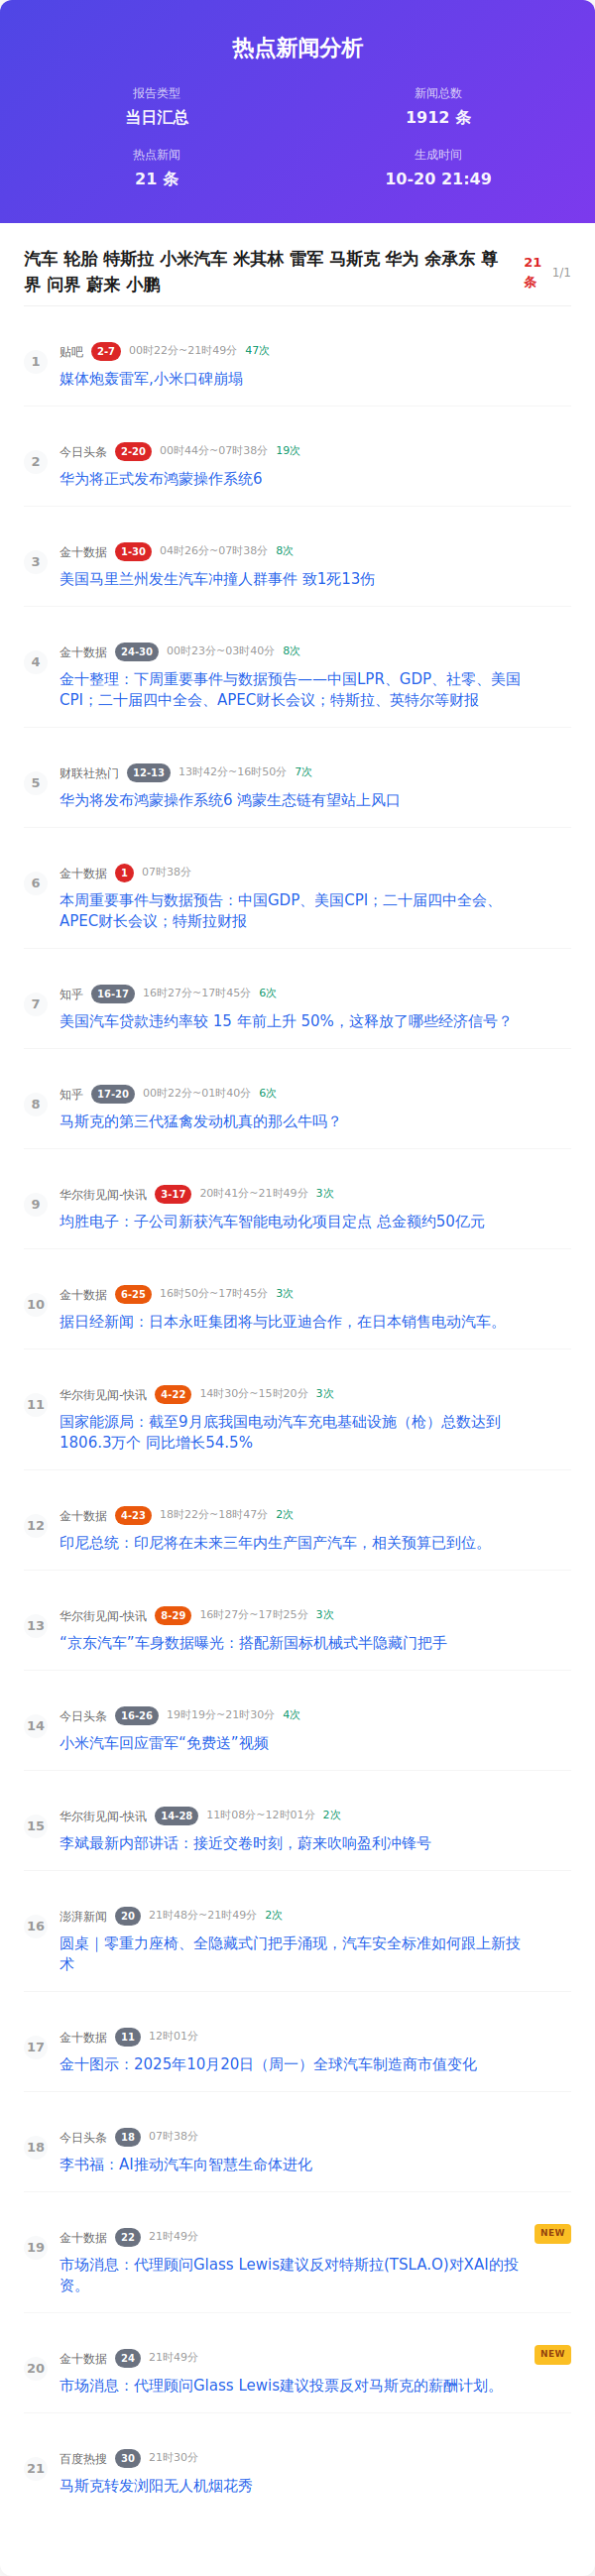 热点新闻分析
报告类型
新闻总数
当日汇总
1912 条
热点新闻
生成时间
21 条
10-20 21:49
汽车 轮胎 特斯拉 小米汽车 米其林 雷军 马斯克 华为 余承东 尊
界 问界 蔚来 小鹏
21
条
1/1
1
贴吧 2-7 00时22分~21时49分 47次
媒体炮轰雷军,小米口碑崩塌
2
今日头条 2-20 00时44分~07时38分 19次
华为将正式发布鸿蒙操作系统6
3
金十数据 1-30 04时26分~07时38分 8次
美国马里兰州发生汽车冲撞人群事件 致1死13伤
4
金十数据 24-30 00时23分~03时40分 8次
金十整理：下周重要事件与数据预告——中国LPR、GDP、社零、美国
CPI；二十届四中全会、APEC财长会议；特斯拉、英特尔等财报
5
财联社热门 12-13 13时42分~16时50分 7次
华为将发布鸿蒙操作系统6 鸿蒙生态链有望站上风口
6
金十数据 1 07时38分
本周重要事件与数据预告：中国GDP、美国CPI；二十届四中全会、
APEC财长会议；特斯拉财报
7
知乎 16-17 16时27分~17时45分 6次
美国汽车贷款违约率较 15 年前上升 50%，这释放了哪些经济信号？
8
知乎 17-20 00时22分~01时40分 6次
马斯克的第三代猛禽发动机真的那么牛吗？
9
华尔街见闻-快讯 3-17 20时41分~21时49分 3次
均胜电子：子公司新获汽车智能电动化项目定点 总金额约50亿元
10
金十数据 6-25 16时50分~17时45分 3次
据日经新闻：日本永旺集团将与比亚迪合作，在日本销售电动汽车。
11
华尔街见闻-快讯 4-22 14时30分~15时20分 3次
国家能源局：截至9月底我国电动汽车充电基础设施（枪）总数达到
1806.3万个 同比增长54.5%
12
金十数据 4-23 18时22分~18时47分 2次
印尼总统：印尼将在未来三年内生产国产汽车，相关预算已到位。
13
华尔街见闻-快讯 8-29 16时27分~17时25分 3次
“京东汽车”车身数据曝光：搭配新国标机械式半隐藏门把手
14
今日头条 16-26 19时19分~21时30分 4次
小米汽车回应雷军“免费送”视频
15
华尔街见闻-快讯 14-28 11时08分~12时01分 2次
李斌最新内部讲话：接近交卷时刻，蔚来吹响盈利冲锋号
16
澎湃新闻 20 21时48分~21时49分 2次
圆桌｜零重力座椅、全隐藏式门把手涌现，汽车安全标准如何跟上新技
术
17
金十数据 11 12时01分
金十图示：2025年10月20日（周一）全球汽车制造商市值变化
18
今日头条 18 07时38分
李书福：AI推动汽车向智慧生命体进化
19
金十数据 22 21时49分 NEW
市场消息：代理顾问Glass Lewis建议反对特斯拉(TSLA.O)对XAI的投
资。
20
金十数据 24 21时49分 NEW
市场消息：代理顾问Glass Lewis建议投票反对马斯克的薪酬计划。
21
百度热搜 30 21时30分
马斯克转发浏阳无人机烟花秀